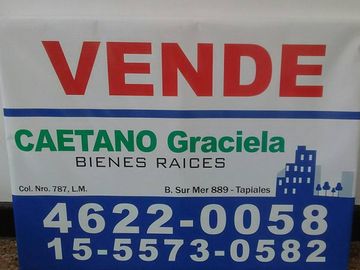 VENDE
CAETANO Graciela
BIENES RAICES
Col. Nro. 787, L.M. B. Sur Mer 889 - Tapiales
4622-0058
15-5573-0582